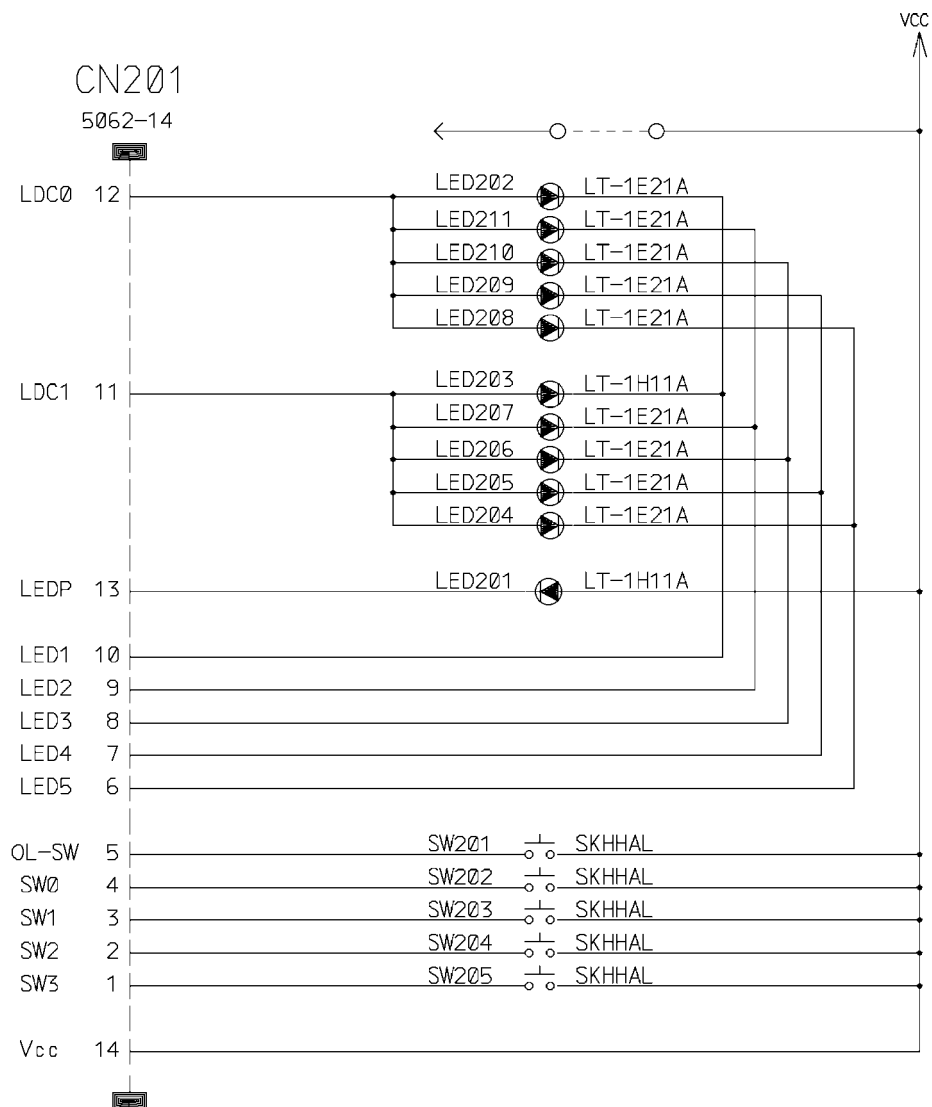 VCC
CN201
5062-14
LDC0 12 LED202 LT-1E21A
LED211 LT-1E21A
LED210 LT-1E21A
LED209 LT-1E21A
LED208 LT-1E21A
LDC1 11 LED203 LT-1H11A
LED207 LT-1E21A
LED206 LT-1E21A
LED205 LT-1E21A
LED204 LT-1E21A
LEDP 13 LED201 LT-1H11A
LED1 10
LED2 9
LED3 8
LED4 7
LED5 6
OL-SW 5 SW201 SKHHAL
SW0 4 SW202 SKHHAL
SW1 3 SW203 SKHHAL
SW2 2 SW204 SKHHAL
SW3 1 SW205 SKHHAL
Vcc 14